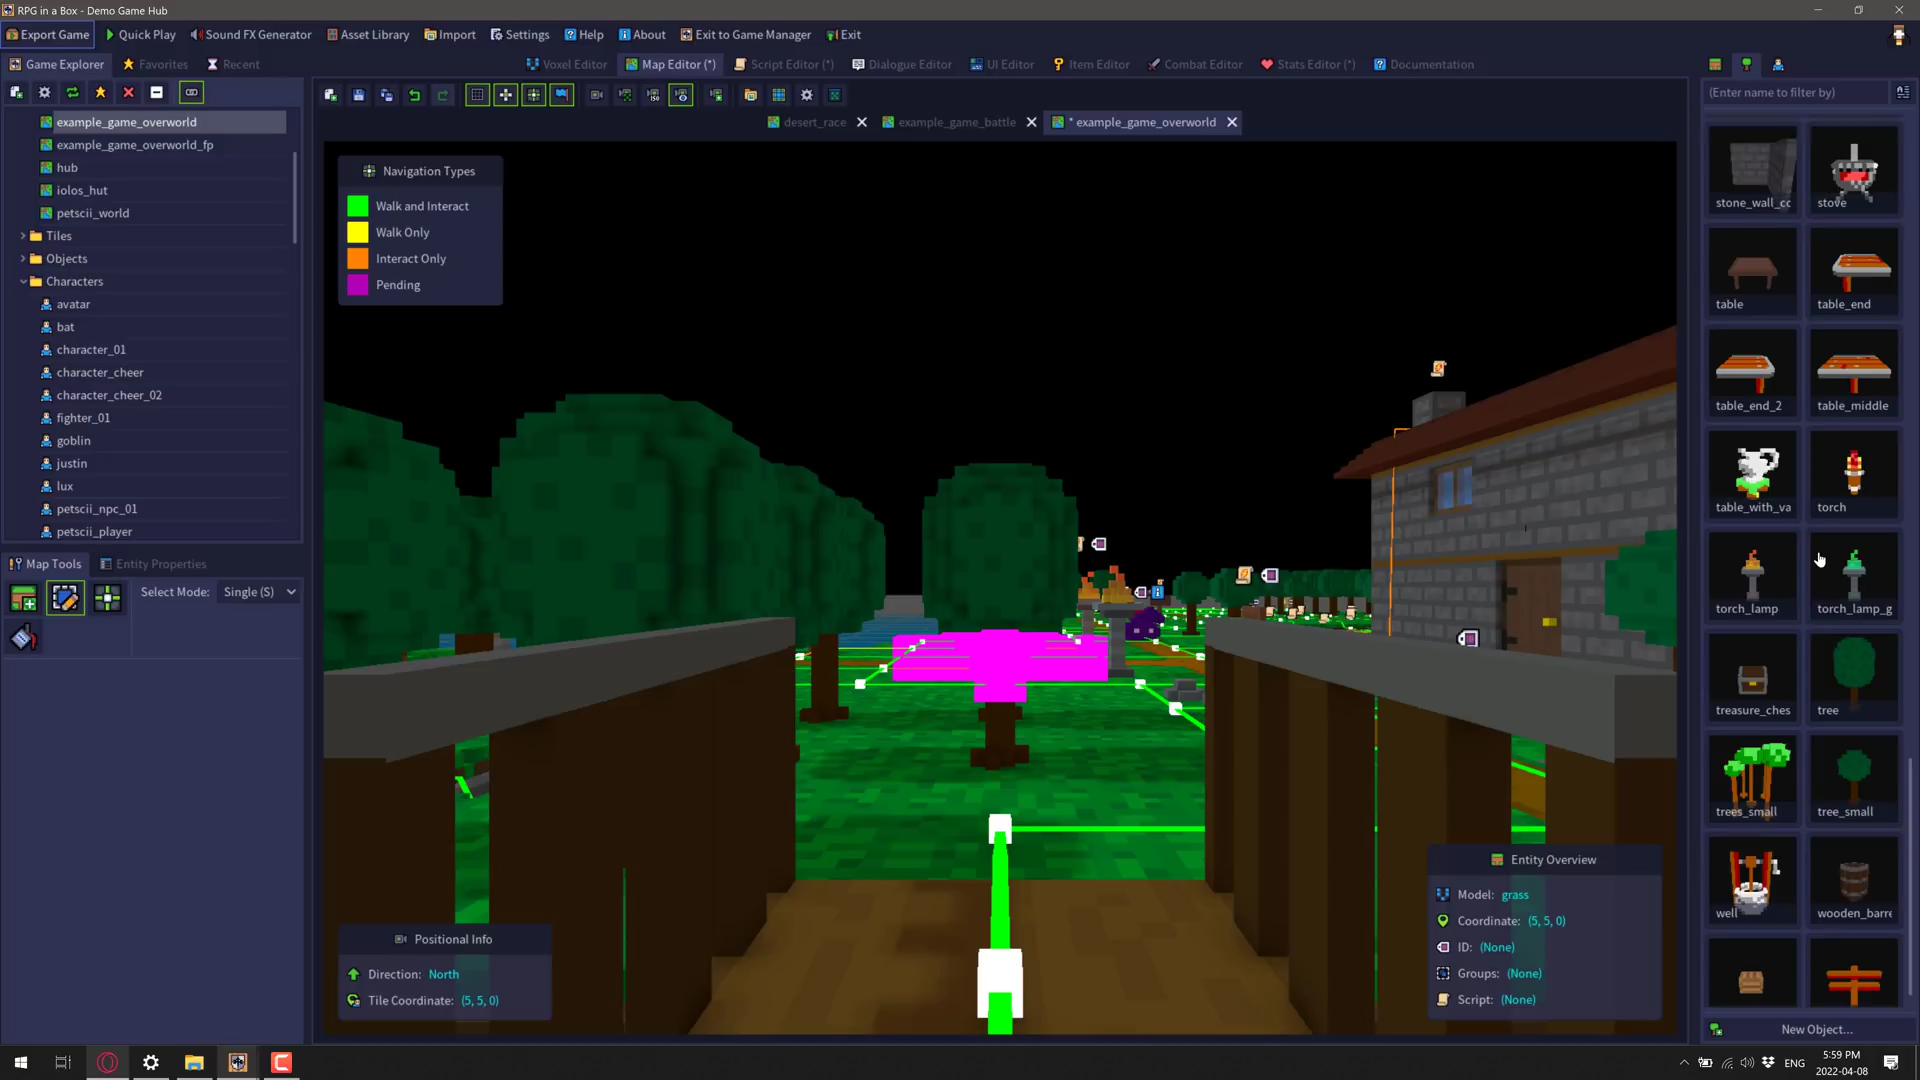 RPG in a Box - Demo Game Hub
Export Game Quick Play Sound FX Generator Asset Library Import Settings Help About Exit to Game Manager Exit
Game Explorer Favorites Recent
Voxel Editor Map Editor (*) Script Editor (*) Dialogue Editor UI Editor Item Editor Combat Editor Stats Editor (*) Documentation
(Enter name to filter by)
desert_race example_game_battle * example_game_overworld
example_game_overworld
example_game_overworld_fp
hub
iolos_hut
petscii_world
Tiles
Objects
Characters
avatar
bat
character_01
character_cheer
character_cheer_02
fighter_01
goblin
justin
lux
petscii_npc_01
petscii_player
Map Tools Entity Properties
Select Mode: Single (S)
Navigation Types
Walk and Interact
Walk Only
Interact Only
Pending
ISO
Positional Info
Direction: North
Tile Coordinate: (5, 5, 0)
Entity Overview
Model: grass
Coordinate: (5, 5, 0)
ID: (None)
Groups: (None)
Script: (None)
stone_wall_cc stove
table table_end
table_end_2 table_middle
table_with_va torch
torch_lamp torch_lamp_g
treasure_ches tree
trees_small tree_small
well wooden_barre
New Object...
ENG
5:59 PM
2022-04-08